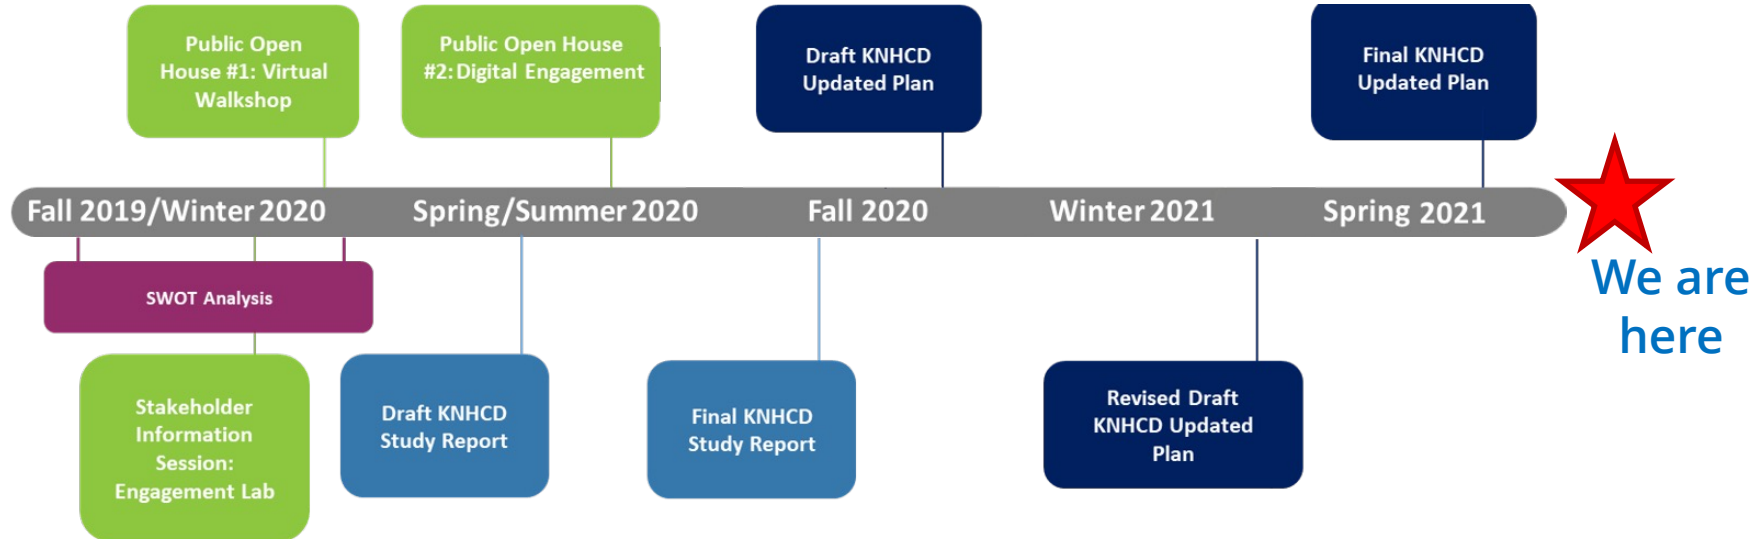 Public Open
House #1: Virtual
Walkshop
Public Open House
#2: Digital Engagement
Draft KNHCD
Updated Plan
Final KNHCD
Updated Plan
Fall 2019/Winter 2020
Spring/Summer 2020
Fall 2020
Winter 2021
Spring 2021
We are
here
SWOT Analysis
Stakeholder
Information
Session:
Engagement Lab
Draft KNHCD
Study Report
Final KNHCD
Study Report
Revised Draft
KNHCD Updated
Plan